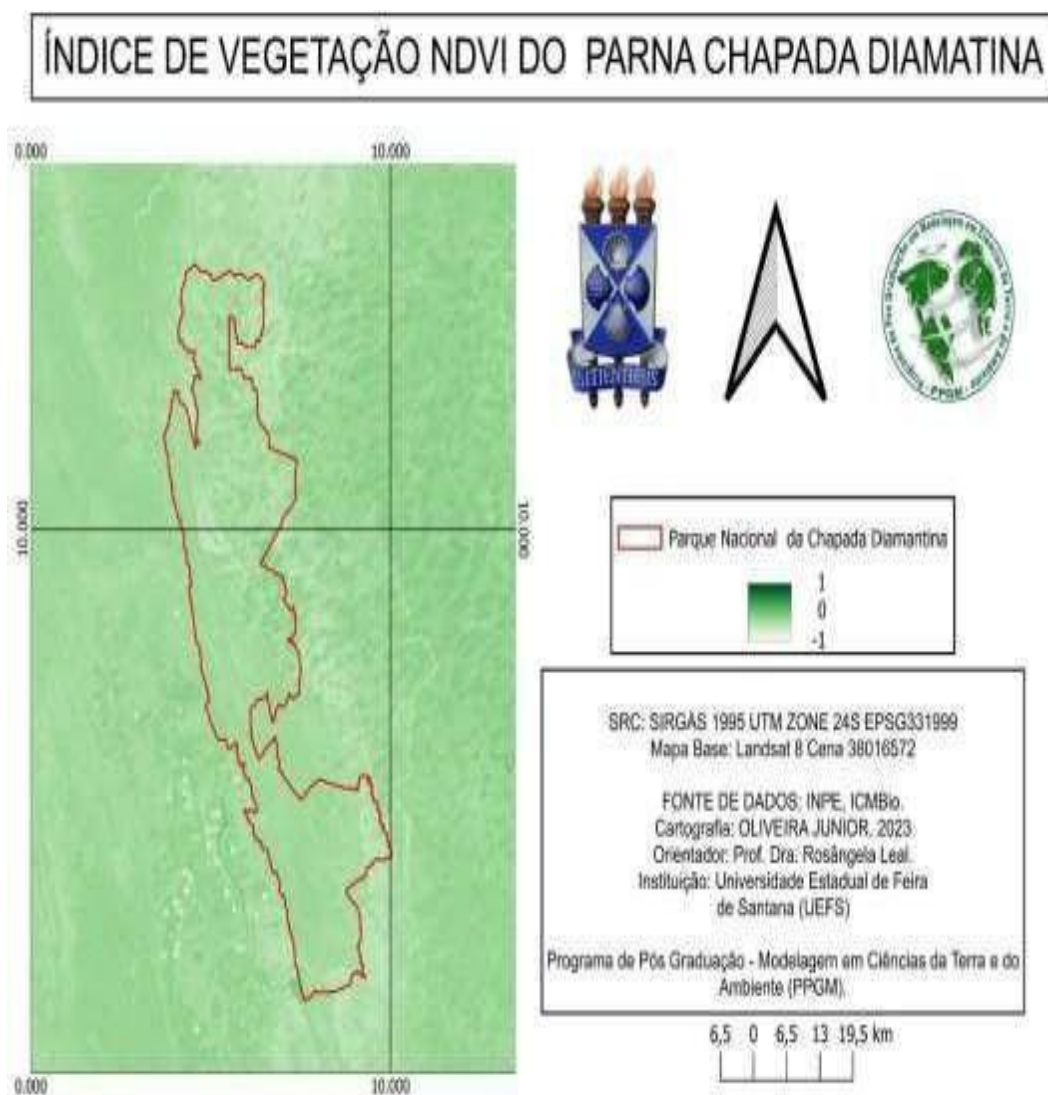 ÍNDICE DE VEGETAÇÃO NDVI DO PARNA CHAPADA DIAMATINA
0.000
10.000
10.000
10.000
0.000
10.000
Parque Nacional da Chapada Diamantina
1
0
-1
SRC: SIRGAS 1995 UTM ZONE 24S EPSG331999
Mapa Base: Landsat 8 Cena 38016572
FONTE DE DADOS: INPE, ICMBio.
Cartografia: OLIVEIRA JUNIOR, 2023
Orientador: Prof. Dra. Rosângela Leal.
Instituição: Universidade Estadual de Feira
de Santana (UEFS)
Programa de Pós Graduação - Modelagem em Ciências da Terra e do
Ambiente (PPGM).
6,5 0 6,5 13 19,5 km